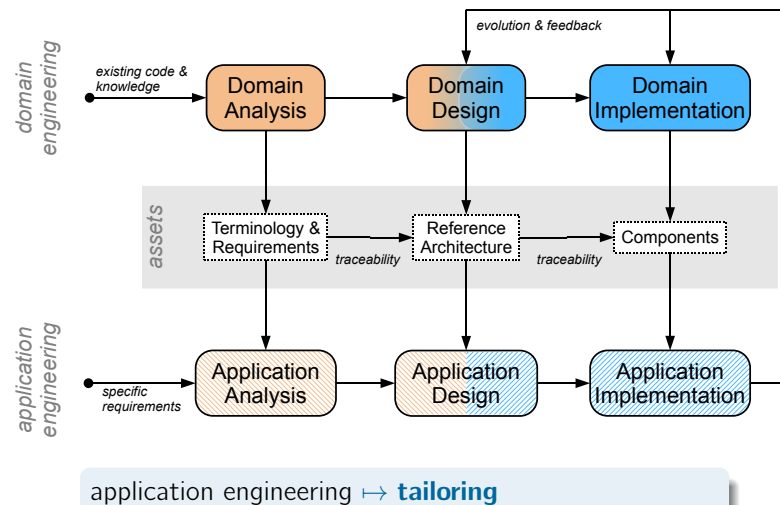 evolution & feedback
domain
engineering
existing code &
knowledge
Domain
Analysis
Domain
Design
Domain
Implementation
assets
Terminology &
Requirements
traceability
Reference
Architecture
traceability
Components
application
engineering
specific
requirements
Application
Analysis
Application
Design
Application
Implementation
application engineering ↦ tailoring